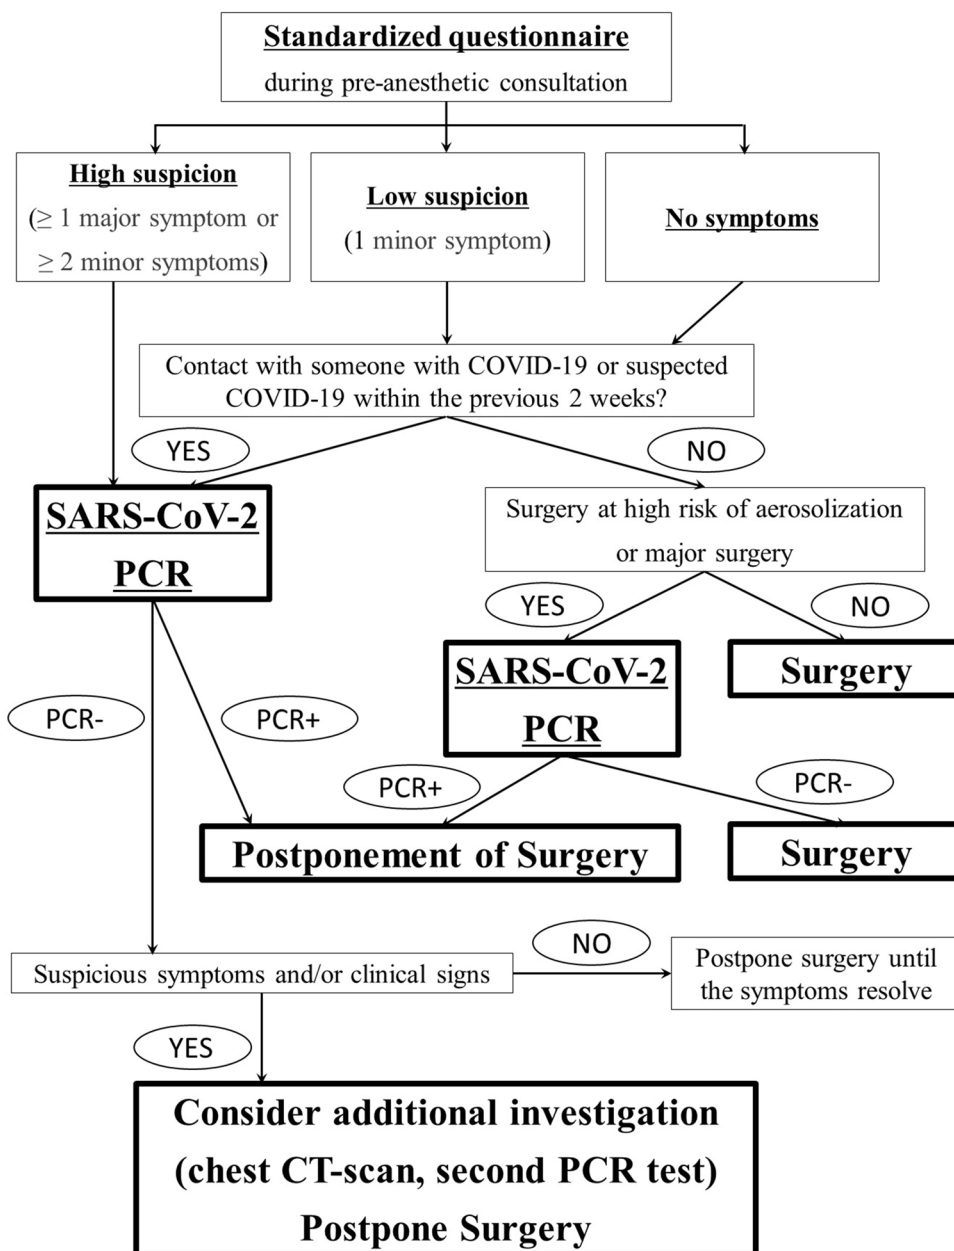 Standardized questionnaire
during pre-anesthetic consultation
High suspicion
(≥ 1 major symptom or
≥ 2 minor symptoms)
Low suspicion
(1 minor symptom)
No symptoms
Contact with someone with COVID-19 or suspected
COVID-19 within the previous 2 weeks?
YES
NO
SARS-CoV-2
PCR
Surgery at high risk of aerosolization
or major surgery
YES
NO
SARS-CoV-2
PCR
Surgery
PCR-
PCR+
PCR+
PCR-
Postponement of Surgery
Surgery
Suspicious symptoms and/or clinical signs
NO
Postpone surgery until
the symptoms resolve
YES
Consider additional investigation
(chest CT-scan, second PCR test)
Postpone Surgery